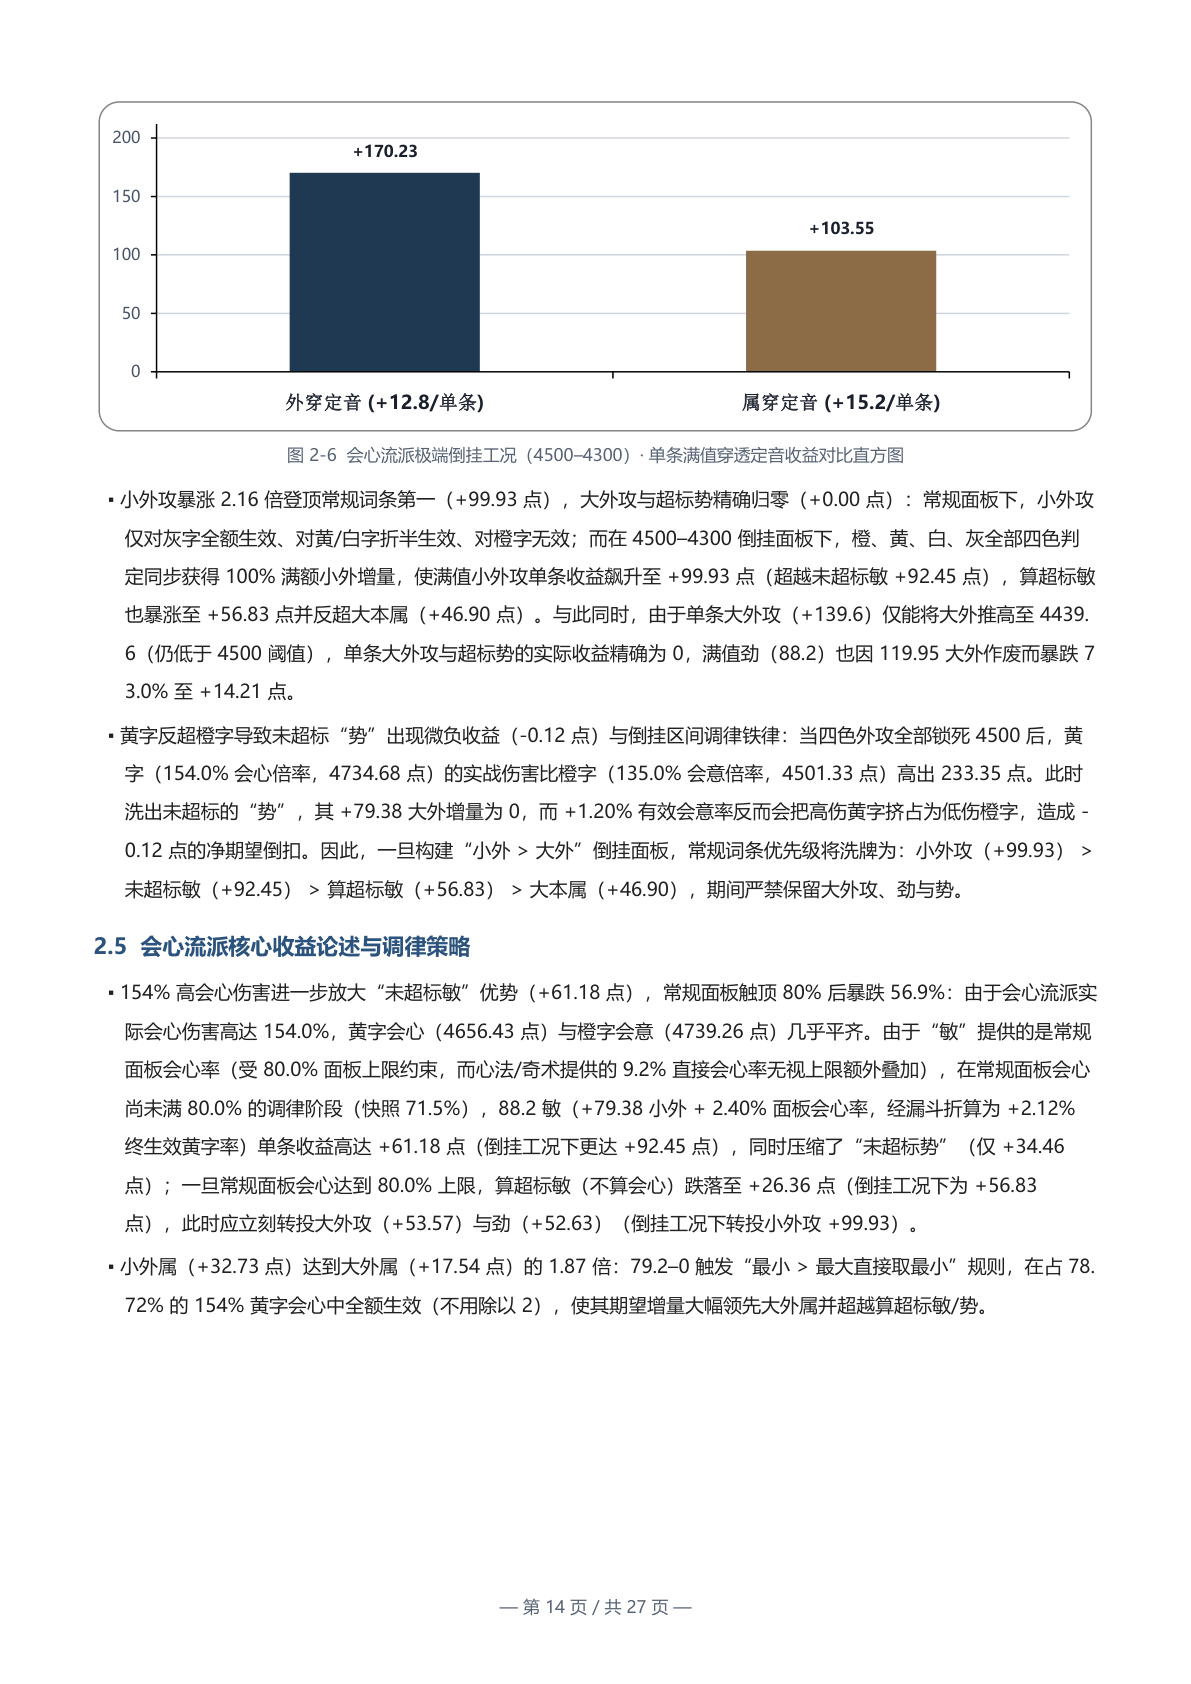 200
150
100
50
0
+170.23
+103.55
外穿定音 (+12.8/单条)
属穿定音 (+15.2/单条)
图 2-6 会心流派极端倒挂工况（4500–4300）· 单条满值穿透定音收益对比直方图
▪ 小外攻暴涨 2.16 倍登顶常规词条第一（+99.93 点），大外攻与超标势精确归零（+0.00 点）：常规面板下，小外攻
仅对灰字全额生效、对黄/白字折半生效、对橙字无效；而在 4500–4300 倒挂面板下，橙、黄、白、灰全部四色判
定同步获得 100% 满额小外增量，使满值小外攻单条收益飙升至 +99.93 点（超越未超标敏 +92.45 点），算超标敏
也暴涨至 +56.83 点并反超大本属（+46.90 点）。与此同时，由于单条大外攻（+139.6）仅能将大外推高至 4439.
6（仍低于 4500 阈值），单条大外攻与超标势的实际收益精确为 0，满值劲（88.2）也因 119.95 大外作废而暴跌 7
3.0% 至 +14.21 点。
▪ 黄字反超橙字导致未超标“势”出现微负收益（-0.12 点）与倒挂区间调律铁律：当四色外攻全部锁死 4500 后，黄
字（154.0% 会心倍率，4734.68 点）的实战伤害比橙字（135.0% 会意倍率，4501.33 点）高出 233.35 点。此时
洗出未超标的“势”，其 +79.38 大外增量为 0，而 +1.20% 有效会意率反而会把高伤黄字挤占为低伤橙字，造成 -
0.12 点的净期望倒扣。因此，一旦构建“小外 > 大外”倒挂面板，常规词条优先级将洗牌为：小外攻（+99.93） >
未超标敏（+92.45） > 算超标敏（+56.83） > 大本属（+46.90），期间严禁保留大外攻、劲与势。
2.5 会心流派核心收益论述与调律策略
▪ 154% 高会心伤害进一步放大“未超标敏”优势（+61.18 点），常规面板触顶 80% 后暴跌 56.9%：由于会心流派实
际会心伤害高达 154.0%，黄字会心（4656.43 点）与橙字会意（4739.26 点）几乎平齐。由于“敏”提供的是常规
面板会心率（受 80.0% 面板上限约束，而心法/奇术提供的 9.2% 直接会心率无视上限额外叠加），在常规面板会心
尚未满 80.0% 的调律阶段（快照 71.5%），88.2 敏（+79.38 小外 + 2.40% 面板会心率，经漏斗折算为 +2.12%
终生效黄字率）单条收益高达 +61.18 点（倒挂工况下更达 +92.45 点），同时压缩了“未超标势”（仅 +34.46
点）；一旦常规面板会心达到 80.0% 上限，算超标敏（不算会心）跌落至 +26.36 点（倒挂工况下为 +56.83
点），此时应立刻转投大外攻（+53.57）与劲（+52.63）（倒挂工况下转投小外攻 +99.93）。
▪ 小外属（+32.73 点）达到大外属（+17.54 点）的 1.87 倍：79.2–0 触发“最小 > 最大直接取最小”规则，在占 78.
72% 的 154% 黄字会心中全额生效（不用除以 2），使其期望增量大幅领先大外属并超越算超标敏/势。
— 第 14 页 / 共 27 页 —